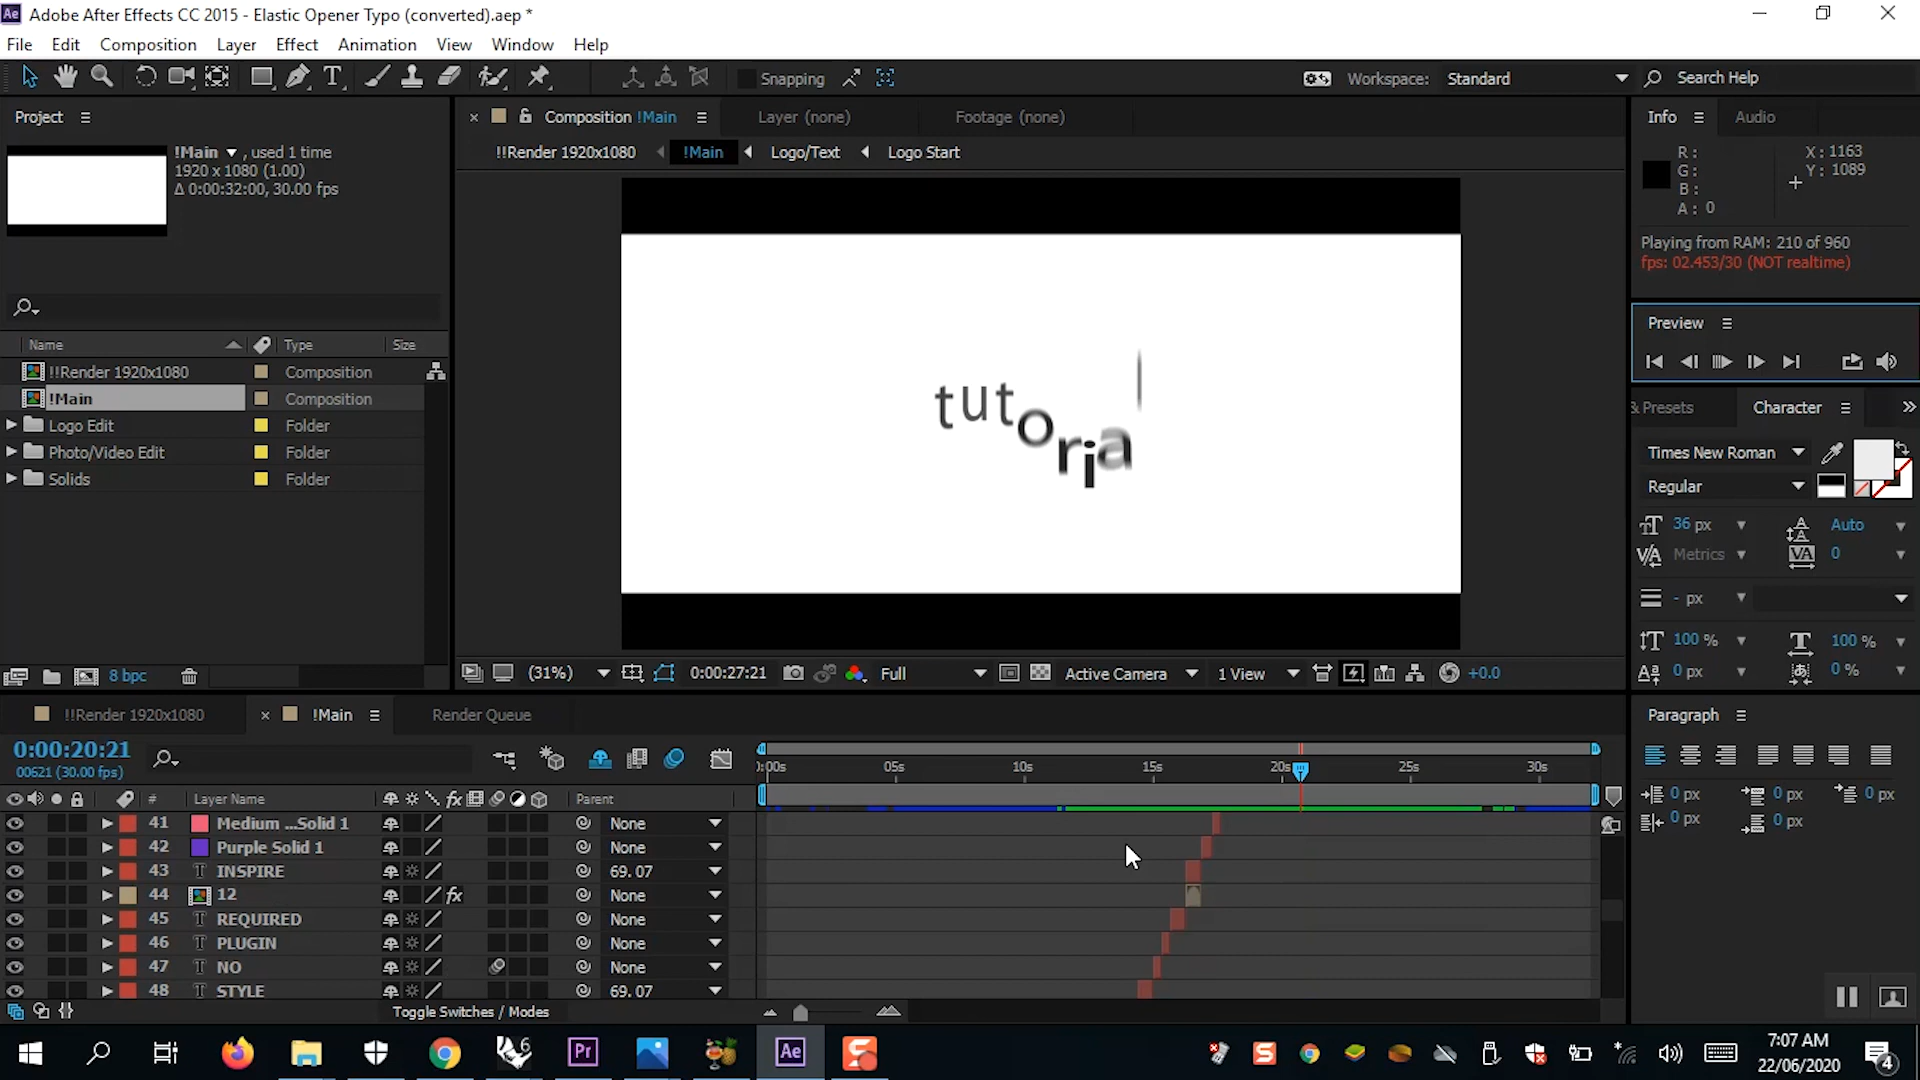 Ae Adobe After Effects CC 2015 - Elastic Opener Typo (converted).aep *
File Edit Composition Layer Effect Animation View Window Help
Snapping Workspace: Standard Search Help
Project
!Main , used 1 time
1920 x 1080 (1.00)
Δ 0:00:32:00, 30.00 fps
Name Type Size
!!Render 1920x1080 Composition
!Main Composition
Logo Edit Folder
Photo/Video Edit Folder
Solids Folder
8 bpc
Composition !Main Layer (none) Footage (none)
!!Render 1920x1080 !Main Logo/Text Logo Start
tutorial
(31%) 0:00:27:21 Full Active Camera 1 View +0.0
Info Audio
R: X: 1163
G: Y: 1089
B:
A: 0
Playing from RAM: 210 of 960
fps: 02.453/30 (NOT realtime)
Preview
& Presets Character
Times New Roman
Regular
36 px Auto
Metrics 0
- px
100 % 100 %
0 px 0 %
Paragraph
0 px 0 px 0 px
0 px 0 px
!!Render 1920x1080 !Main Render Queue
0:00:20:21
00621 (30.00 fps)
# Layer Name fx Parent
):00s 05s 10s 15s 20s 25s 30s
41 Medium ...Solid 1 None
42 Purple Solid 1 None
43 T INSPIRE 69. 07
44 12 fx None
45 T REQUIRED None
46 T PLUGIN None
47 T NO None
48 T STYLE 69. 07
Toggle Switches / Modes
6 Pr Ae S
7:07 AM
22/06/2020
4